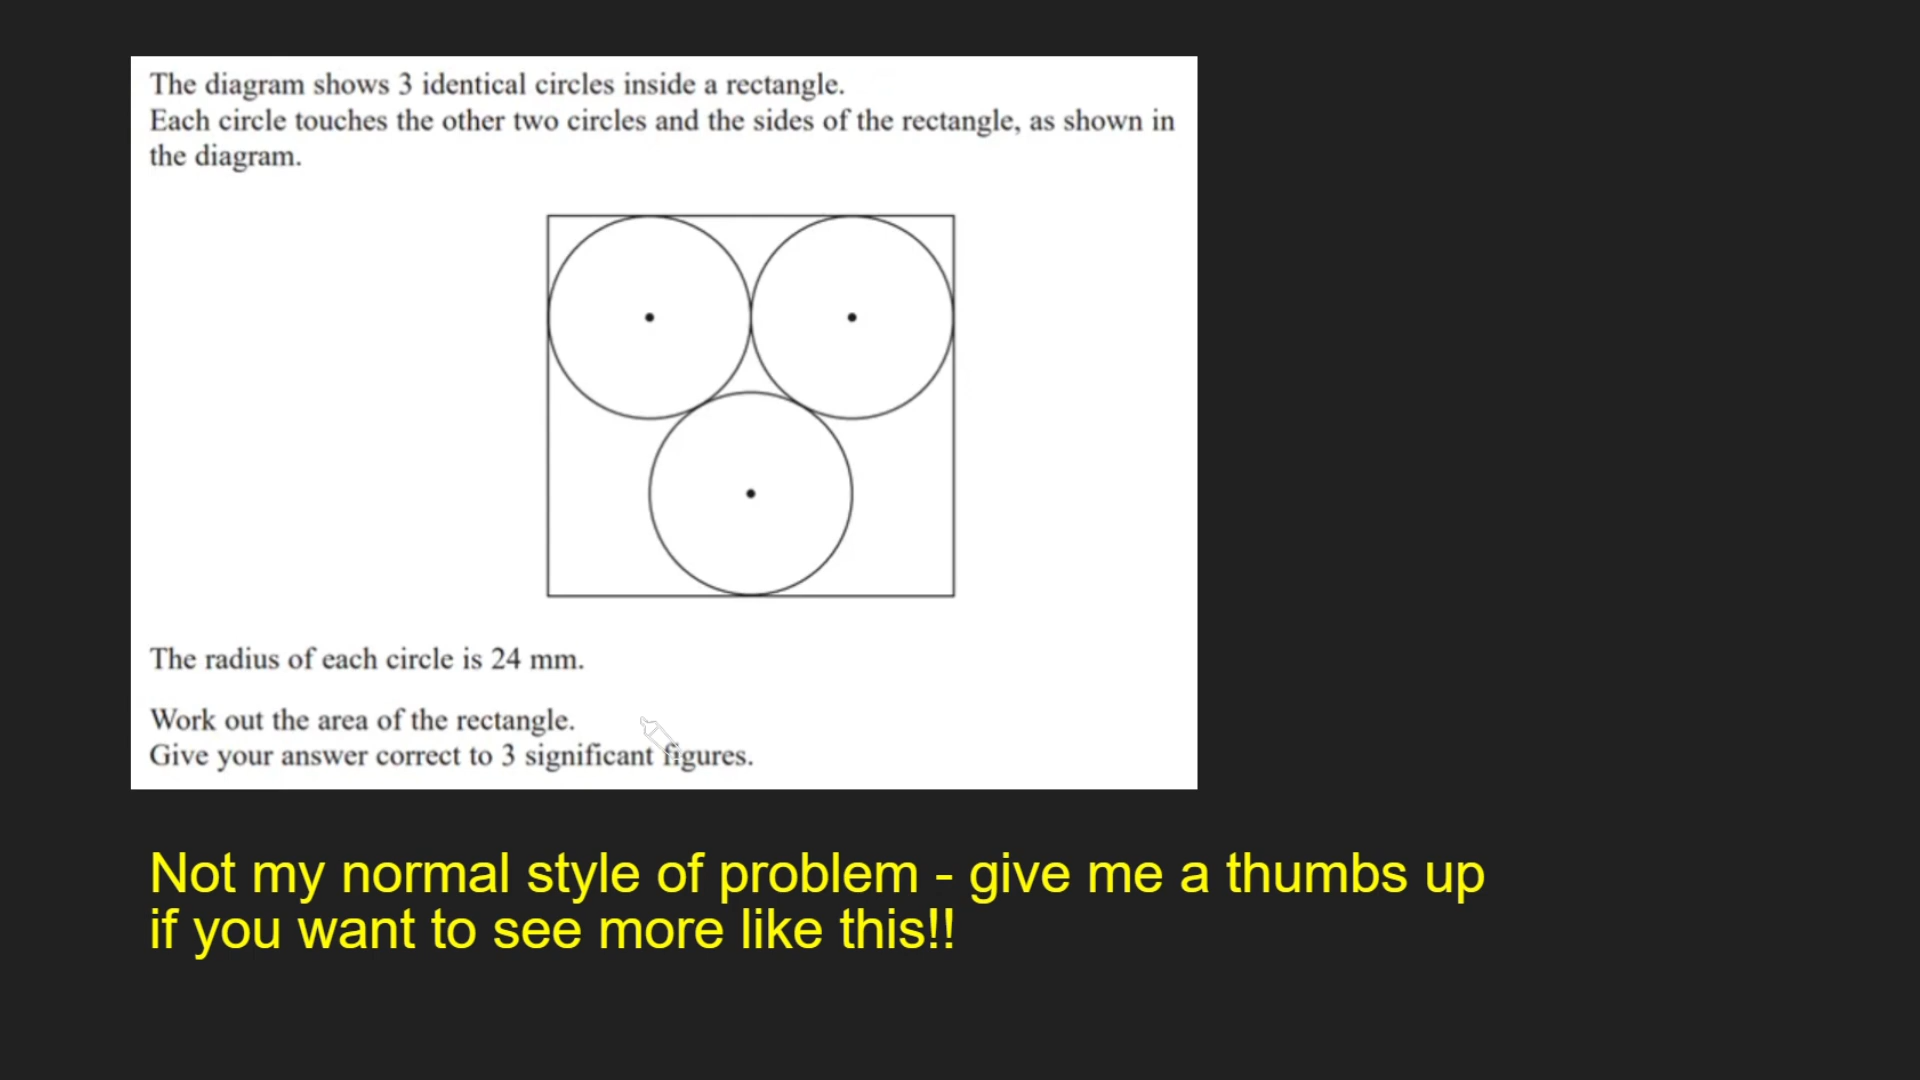 The diagram shows 3 identical circles inside a rectangle.
Each circle touches the other two circles and the sides of the rectangle, as shown in
the diagram.
The radius of each circle is 24 mm.
Work out the area of the rectangle.
Give your answer correct to 3 significant figures.
Not my normal style of problem - give me a thumbs up
if you want to see more like this!!